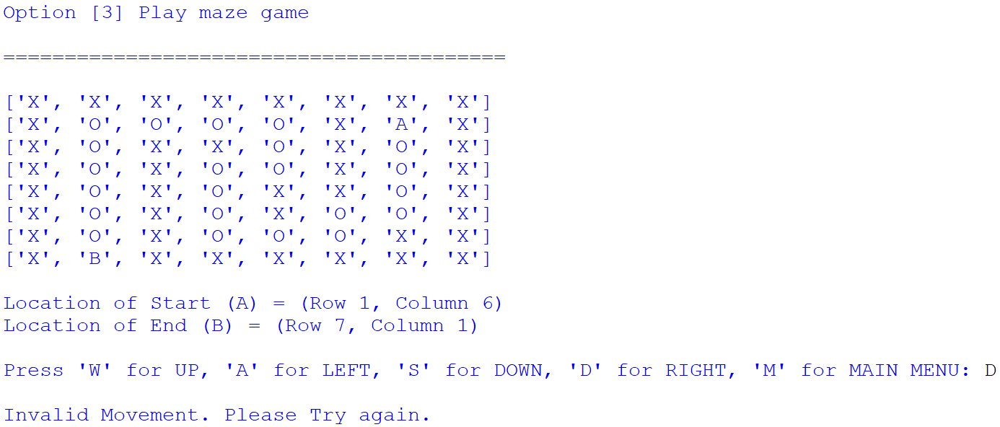 Option [3] Play maze game
=========================================
['X', 'X', 'X', 'X', 'X', 'X', 'X', 'X']
['X', 'O', 'O', 'O', 'O', 'X', 'A', 'X']
['X', 'O', 'X', 'X', 'O', 'X', 'O', 'X']
['X', 'O', 'X', 'O', 'O', 'X', 'O', 'X']
['X', 'O', 'X', 'O', 'X', 'X', 'O', 'X']
['X', 'O', 'X', 'O', 'X', 'O', 'O', 'X']
['X', 'O', 'X', 'O', 'O', 'O', 'X', 'X']
['X', 'B', 'X', 'X', 'X', 'X', 'X', 'X']
Location of Start (A) = (Row 1, Column 6)
Location of End (B) = (Row 7, Column 1)
Press 'W' for UP, 'A' for LEFT, 'S' for DOWN, 'D' for RIGHT, 'M' for MAIN MENU: D
Invalid Movement. Please Try again.